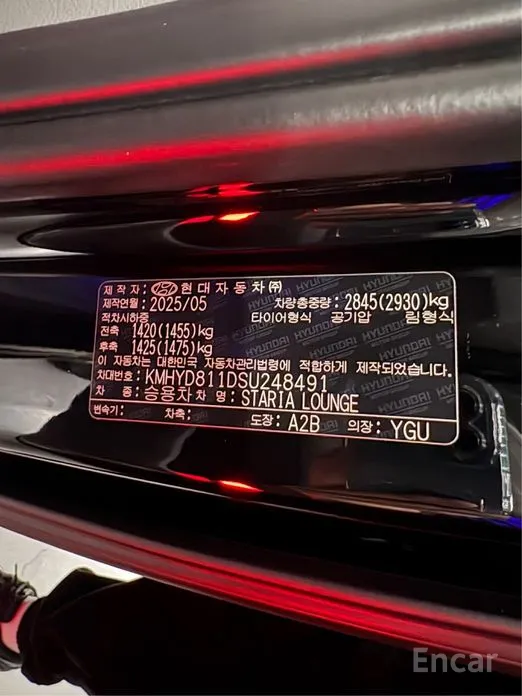 제작자: 현대자동차㈜
제작연월: 2025/05 차량총중량: 2845(2930)kg
적차시하중 타이어형식 공기압 림형식
전축 1420(1455)kg
후축 1425(1475)kg
이 자동차는 대한민국 자동차관리법령에 적합하게 제작되었습니다.
차대번호: KMHYD811DSU248491
차 종: 승용차 차 명: STARIA LOUNGE
변속기: 차축: 도장: A2B 의장: YGU
Encar